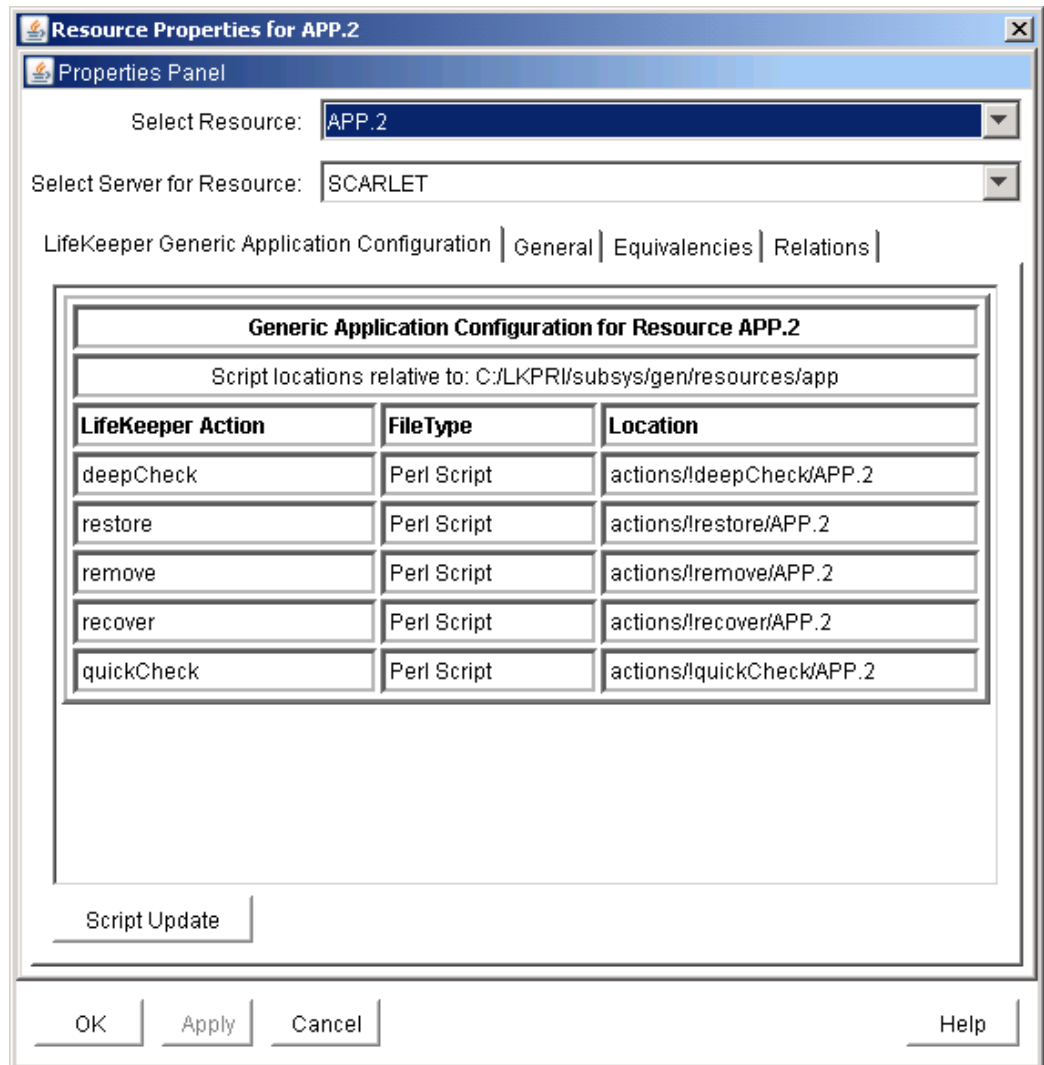 Resource Properties for APP.2
Properties Panel
Select Resource: APP.2
Select Server for Resource: SCARLET
LifeKeeper Generic Application Configuration General Equivalencies Relations
Generic Application Configuration for Resource APP.2
Script locations relative to: C:/LKPRI/subsys/gen/resources/app
LifeKeeper Action FileType Location
deepCheck Perl Script actions/!deepCheck/APP.2
restore Perl Script actions/!restore/APP.2
remove Perl Script actions/!remove/APP.2
recover Perl Script actions/!recover/APP.2
quickCheck Perl Script actions/!quickCheck/APP.2
Script Update
OK Apply Cancel Help